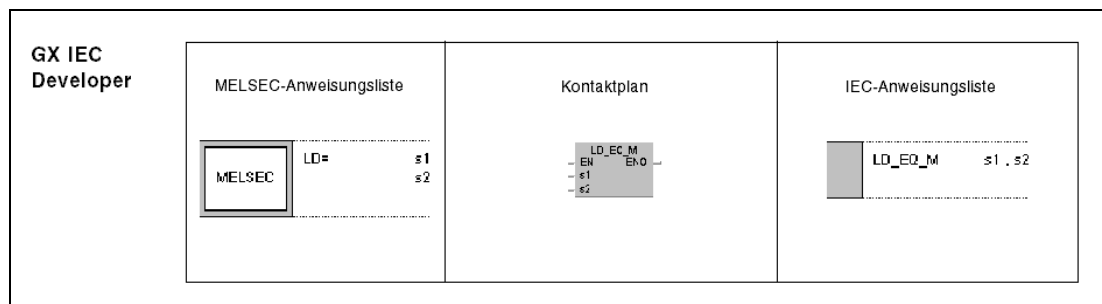 GX IEC
Developer
MELSEC-Anweisungsliste
MELSEC
LD= s1
s2
Kontaktplan
LD_EQ_M
EN ENO
s1
s2
IEC-Anweisungsliste
LD_EQ_M s1 , s2